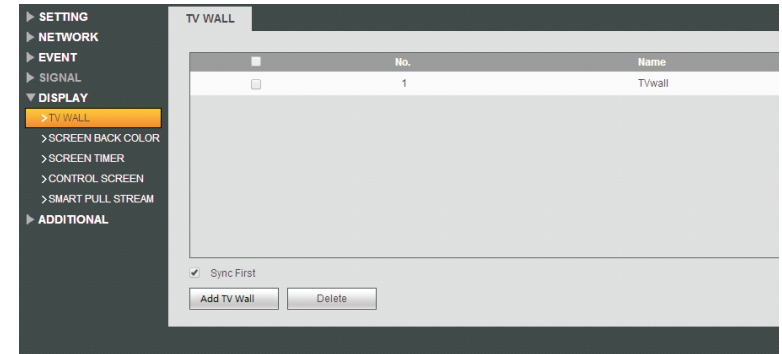 SETTING
NETWORK
EVENT
SIGNAL
DISPLAY
TV WALL
SCREEN BACK COLOR
SCREEN TIMER
CONTROL SCREEN
SMART PULL STREAM
ADDITIONAL
TV WALL
No. Name
1 TVwall
Sync First
Add TV Wall Delete